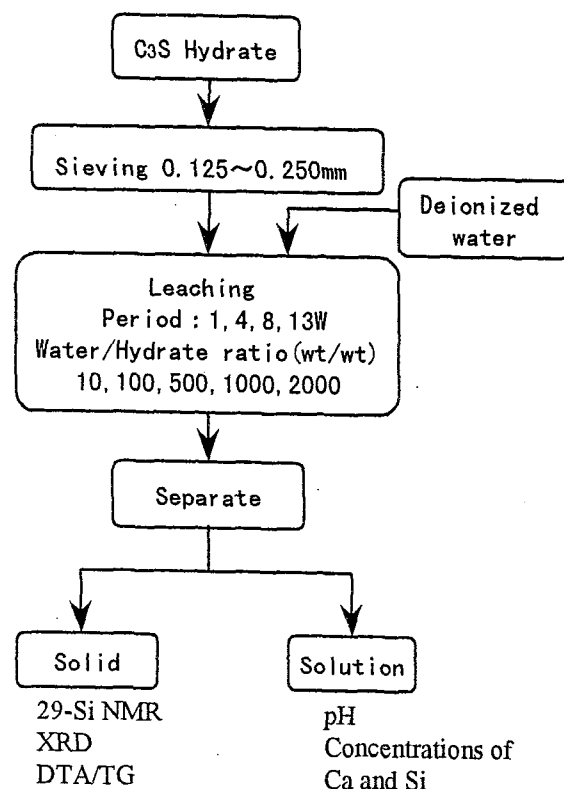 C3S Hydrate
Sieving 0.125～0.250mm
Deionized
water
Leaching
Period : 1, 4, 8, 13W
Water/Hydrate ratio(wt/wt)
10, 100, 500, 1000, 2000
Separate
Solid
29-Si NMR
XRD
DTA/TG
Solution
pH
Concentrations of
Ca and Si